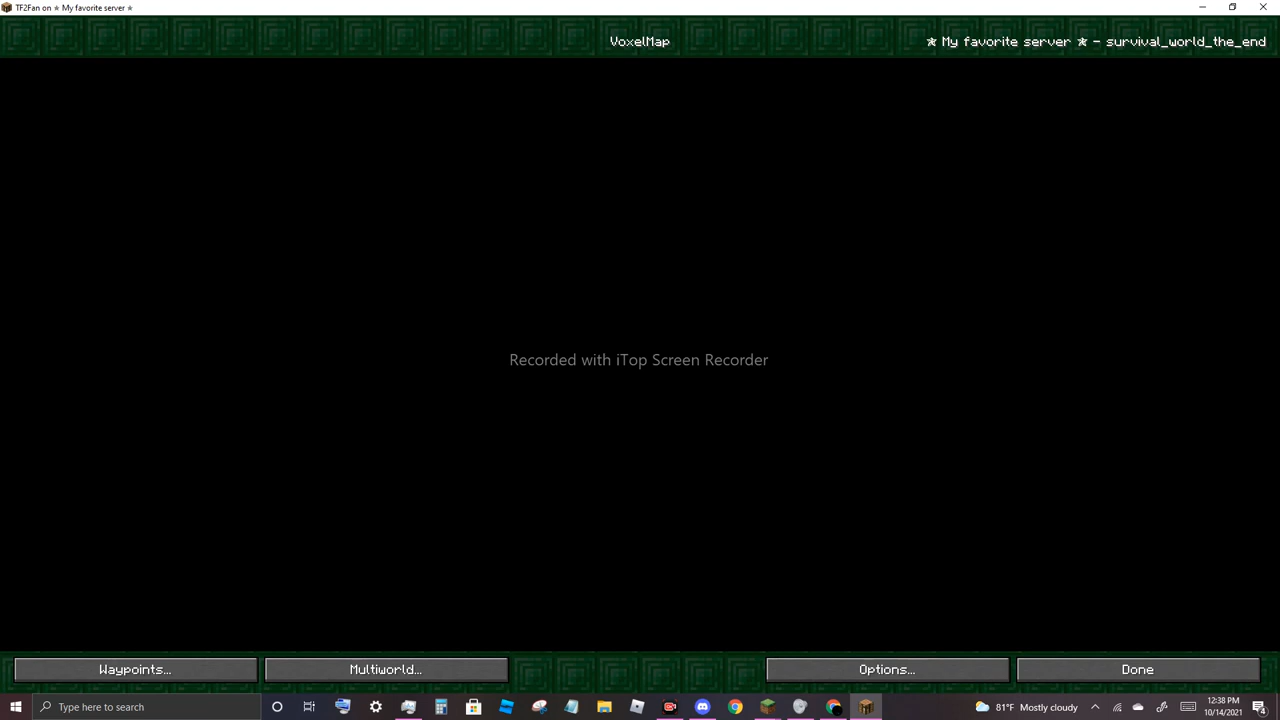 TF2Fan on ★ My favorite server ★
VoxelMap
★ My favorite server ★ - survival_world_the_end
Recorded with iTop Screen Recorder
Waypoints...
Multiworld...
Options...
Done
Type here to search
81°F Mostly cloudy
12:38 PM
10/14/2021
4